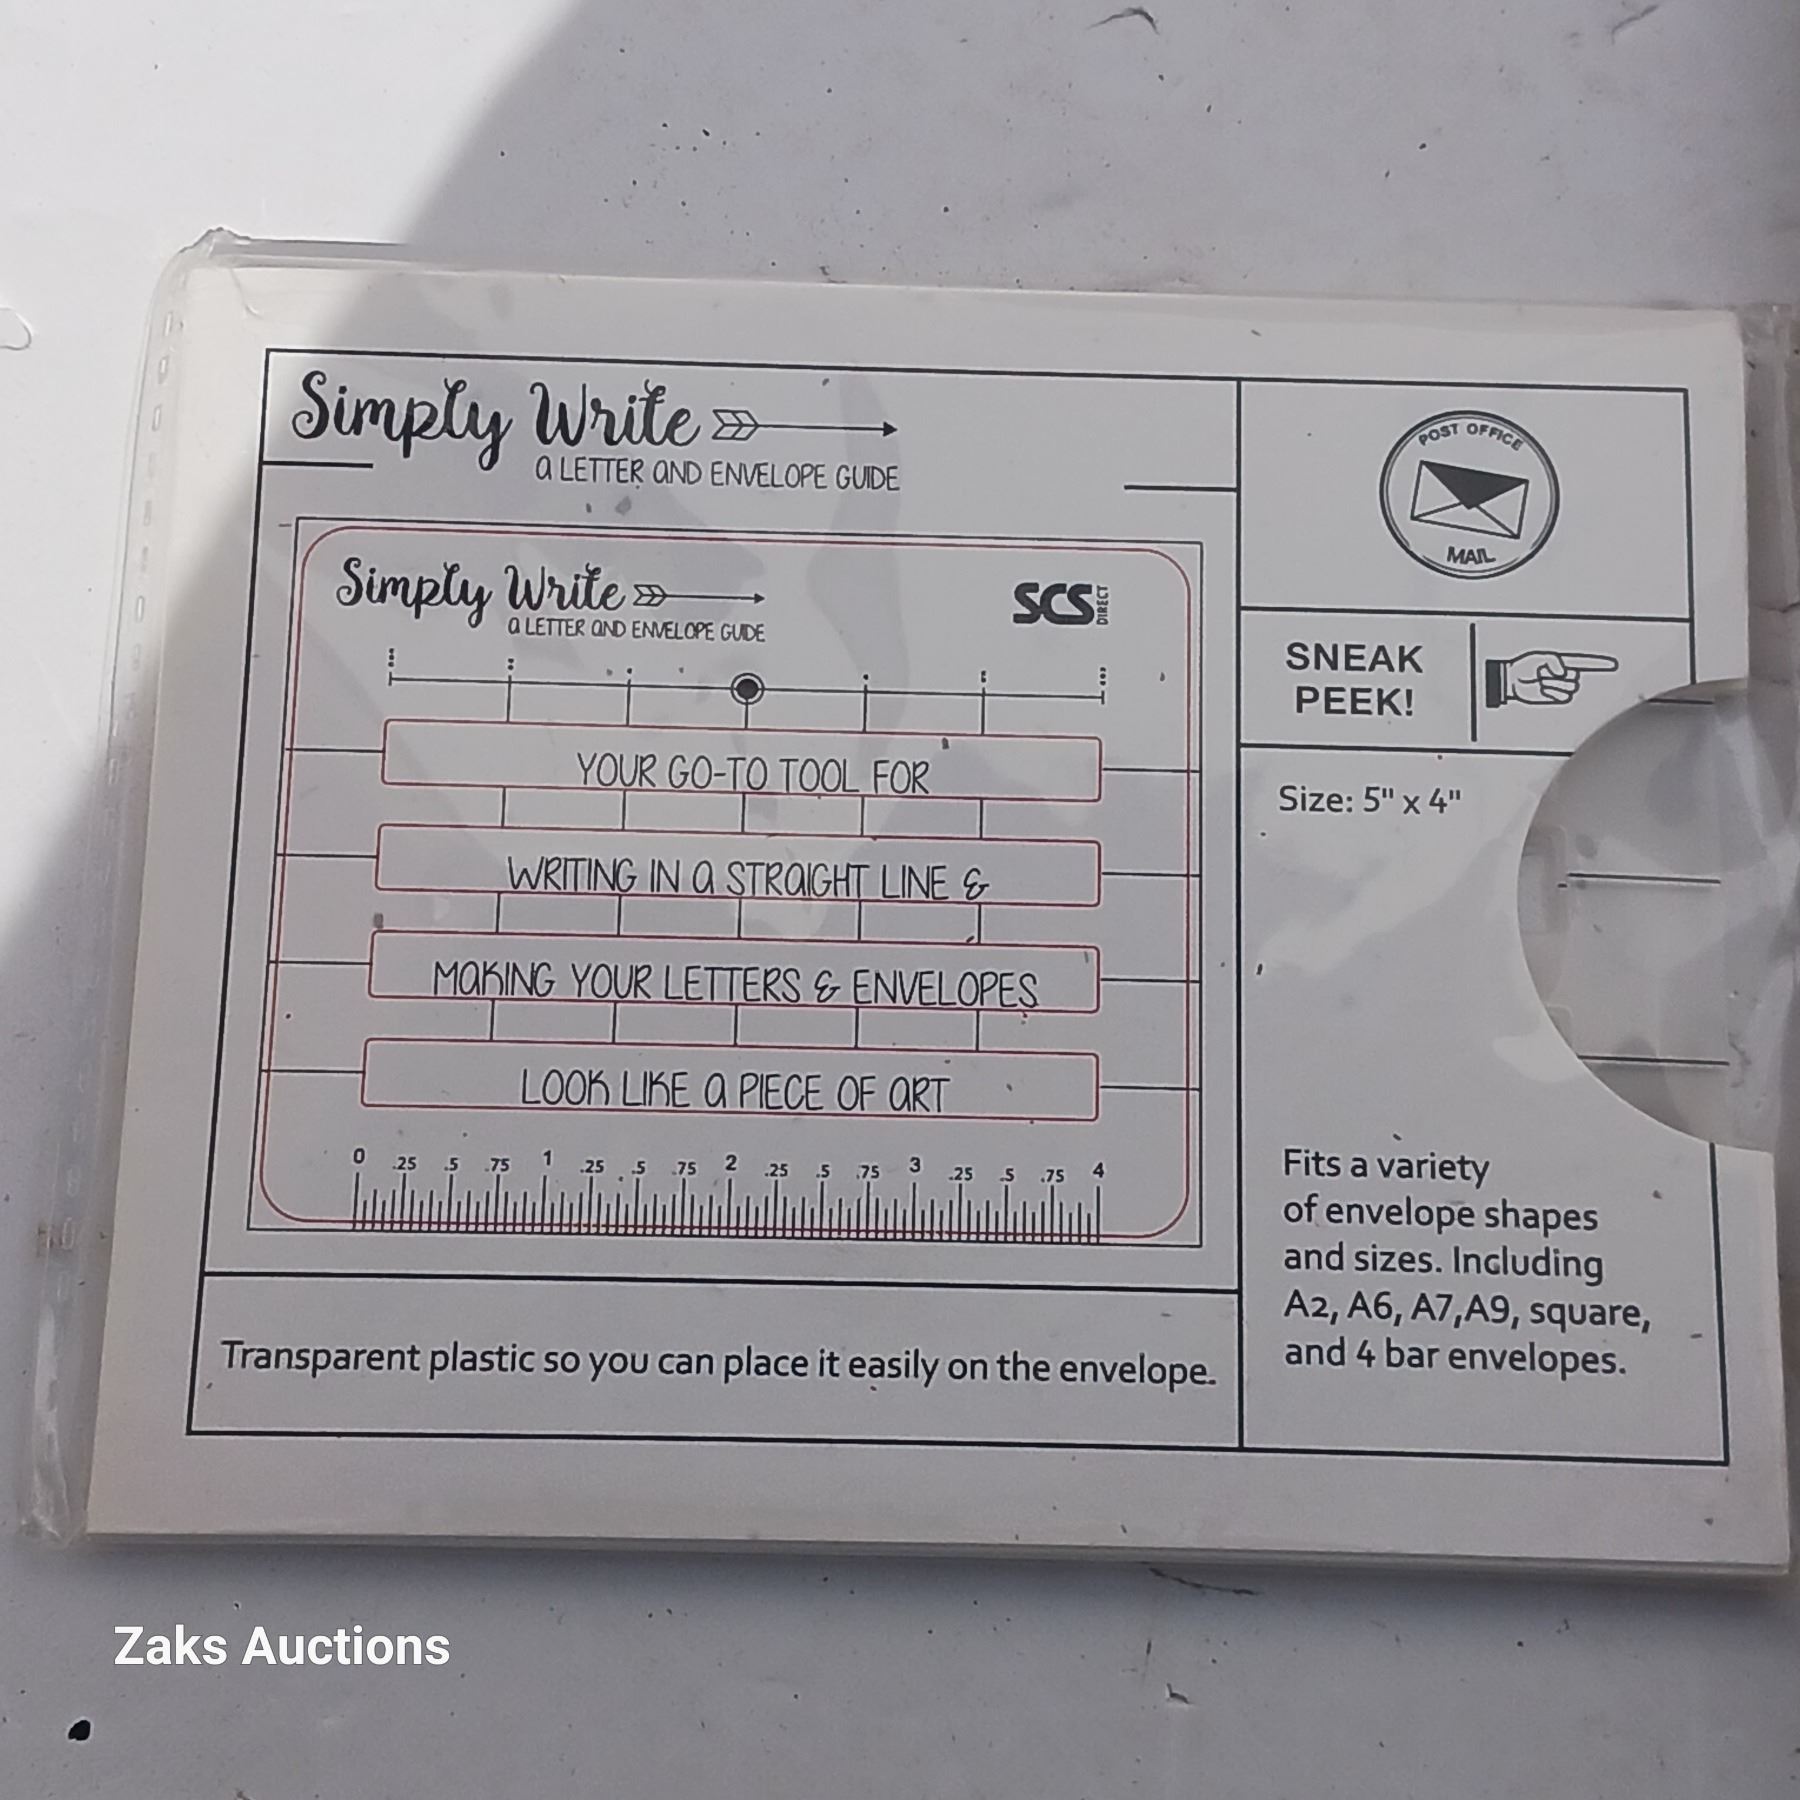 Simply Write
a LETTER aND ENVELOPE GUIDE
Simply Write
a LETTER aND ENVELOPE GUIDE
SCS DIRECT
YOUR GO-TO TOOL FOR
WRITING IN a STRaIGHT LINE &
MaKING YOUR LETTERS & ENVELOPES
LOOK LIKE a PIECE OF aRT
0 .25 .5 .75 1 .25 .5 .75 2 .25 .5 .75 3 .25 .5 .75 4
Transparent plastic so you can place it easily on the envelope.
POST OFFICE
MAIL
SNEAK
PEEK!
Size: 5" x 4"
Fits a variety
of envelope shapes
and sizes. Including
A2, A6, A7,A9, square,
and 4 bar envelopes.
Zaks Auctions